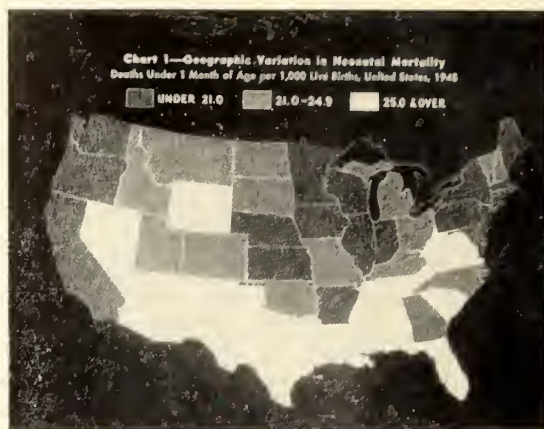 Chart 1—Geographic Variation in Neonatal Mortality
Deaths Under 1 Month of Age per 1,000 Live Births, United States, 1948
UNDER 21.0 21.0-24.9 25.0 & OVER